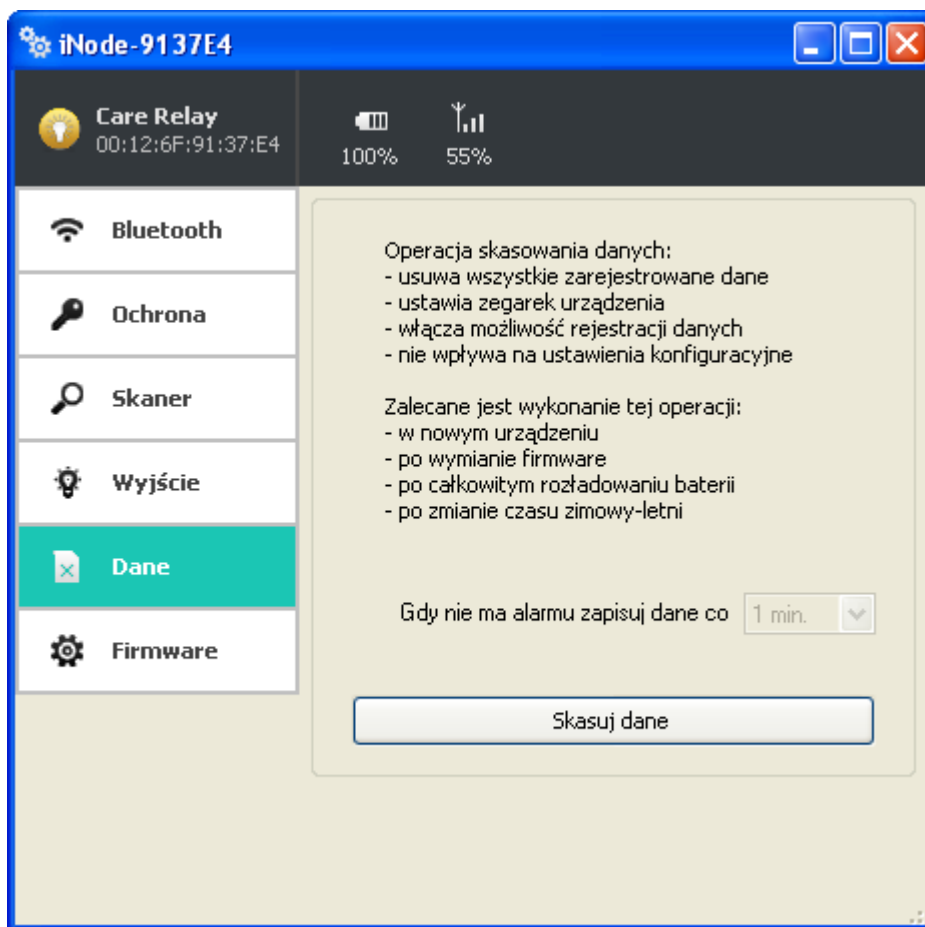 iNode-9137E4
Care Relay
00:12:6F:91:37:E4
100%
55%
Bluetooth
Ochrona
Skaner
Wyjście
Dane
Firmware
Operacja skasowania danych:
- usuwa wszystkie zarejestrowane dane
- ustawia zegarek urządzenia
- włącza możliwość rejestracji danych
- nie wpływa na ustawienia konfiguracyjne
Zalecane jest wykonanie tej operacji:
- w nowym urządzeniu
- po wymianie firmware
- po całkowitym rozładowaniu baterii
- po zmianie czasu zimowy-letni
Gdy nie ma alarmu zapisuj dane co 1 min.
Skasuj dane